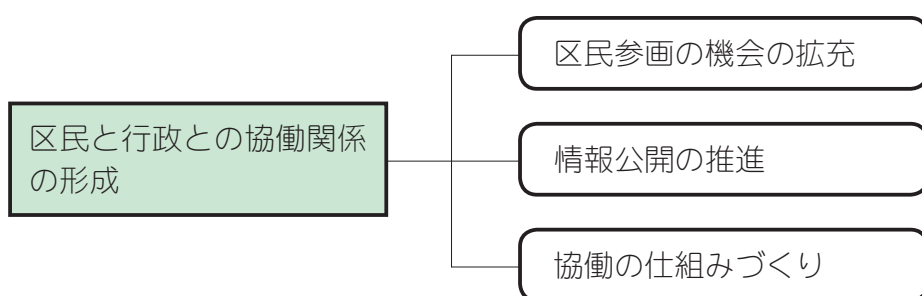 区民と行政との協働関係
の形成
区民参画の機会の拡充
情報公開の推進
協働の仕組みづくり